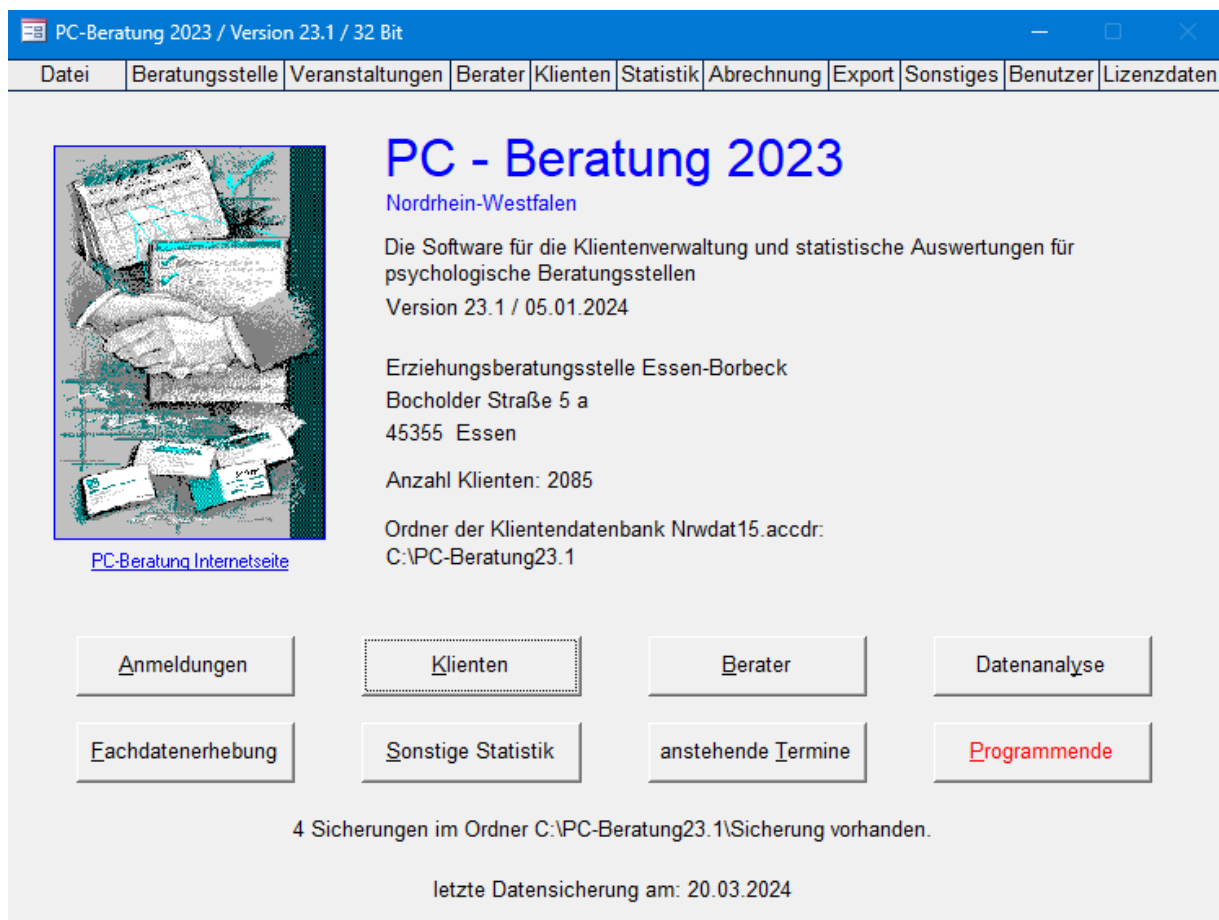 PC-Beratung 2023 / Version 23.1 / 32 Bit
Datei Beratungsstelle Veranstaltungen Berater Klienten Statistik Abrechnung Export Sonstiges Benutzer Lizenzdaten
PC - Beratung 2023
Nordrhein-Westfalen
Die Software für die Klientenverwaltung und statistische Auswertungen für
psychologische Beratungsstellen
Version 23.1 / 05.01.2024
Erziehungsberatungsstelle Essen-Borbeck
Bocholder Straße 5 a
45355 Essen
Anzahl Klienten: 2085
Ordner der Klientendatenbank Nrwdat15.accdr:
C:\PC-Beratung23.1
PC-Beratung Internetseite
Anmeldungen Klienten Berater Datenanalyse
Fachdatenerhebung Sonstige Statistik anstehende Termine Programmende
4 Sicherungen im Ordner C:\PC-Beratung23.1\Sicherung vorhanden.
letzte Datensicherung am: 20.03.2024